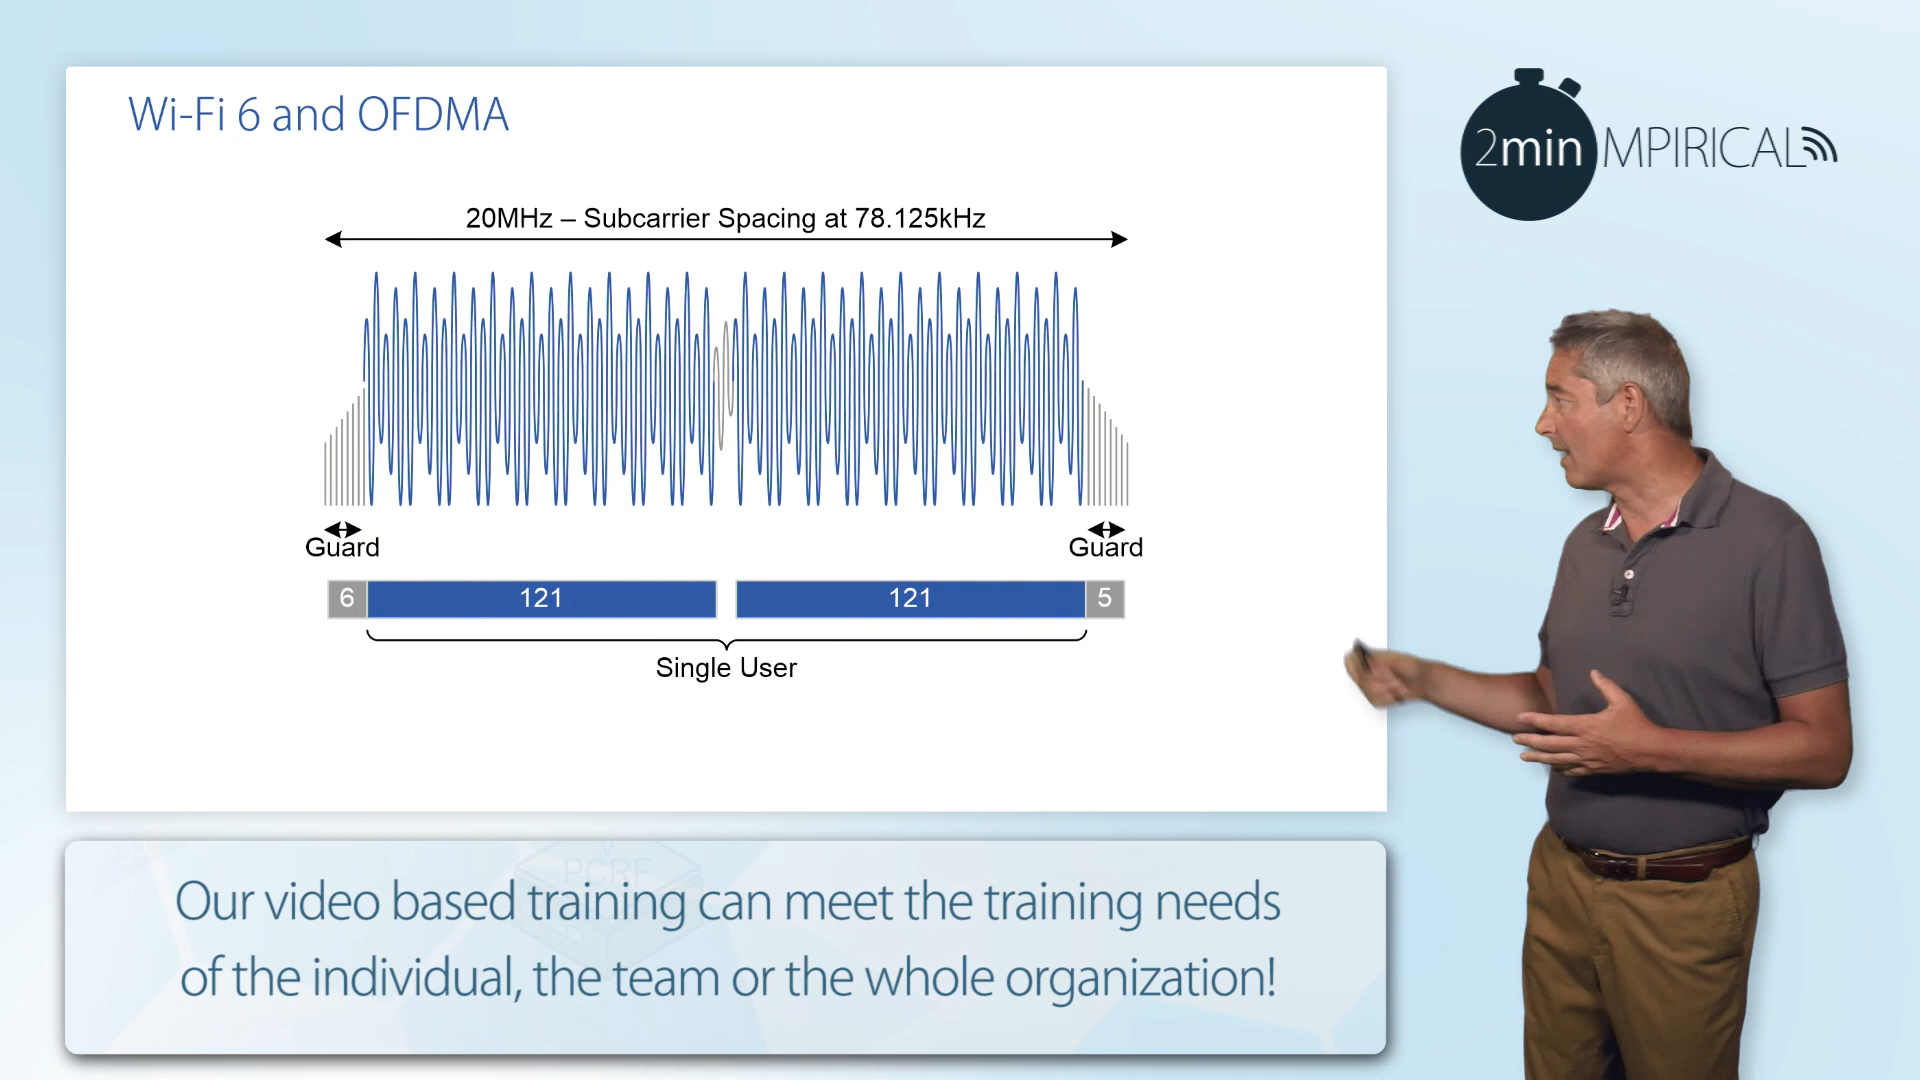 Wi-Fi 6 and OFDMA
2min MPIRICAL
20MHz – Subcarrier Spacing at 78.125kHz
Guard
Guard
6
121
121
5
Single User
PCRF
Our video based training can meet the training needs
of the individual, the team or the whole organization!